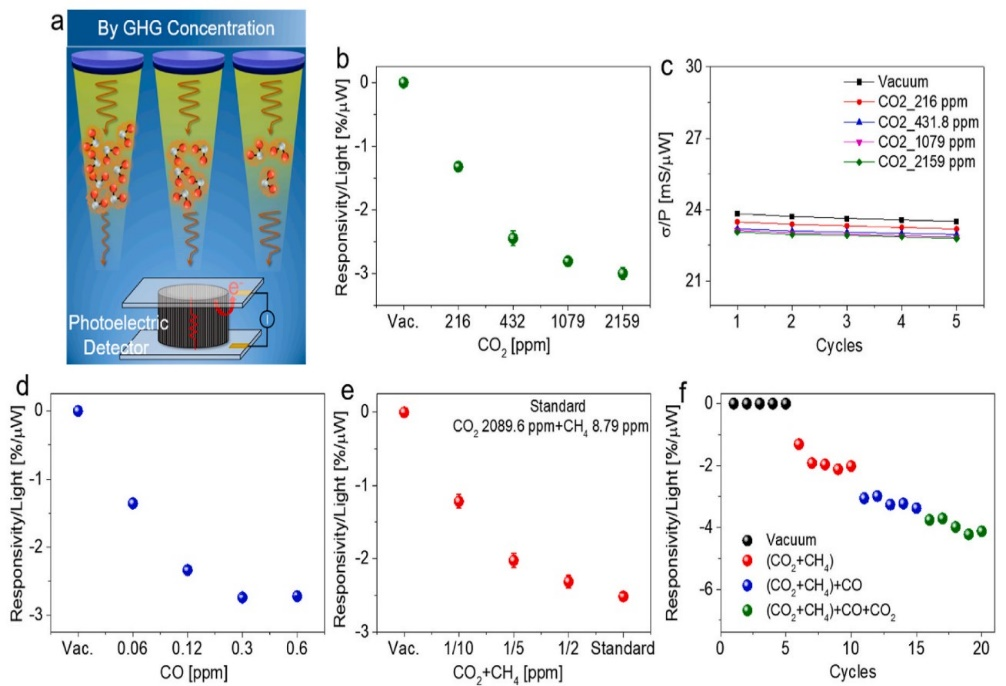 a
By GHG Concentration
Photoelectric
Detector
e⁻
I
b
Responsivity/Light [%/μW]
0
-1
-2
-3
Vac. 216 432 1079 2159
CO₂ [ppm]
c
σ/P [mS/μW]
30
27
24
21
Vacuum
CO2_216 ppm
CO2_431.8 ppm
CO2_1079 ppm
CO2_2159 ppm
1 2 3 4 5
Cycles
d
Responsivity/Light [%/μW]
0
-1
-2
-3
Vac. 0.06 0.12 0.3 0.6
CO [ppm]
e
Responsivity/Light [%/μW]
0
-1
-2
-3
Standard
CO₂ 2089.6 ppm+CH₄ 8.79 ppm
Vac. 1/10 1/5 1/2 Standard
CO₂+CH₄ [ppm]
f
Responsivity/Light [%/μW]
0
-2
-4
-6
Vacuum
(CO₂+CH₄)
(CO₂+CH₄)+CO
(CO₂+CH₄)+CO+CO₂
0 5 10 15 20
Cycles